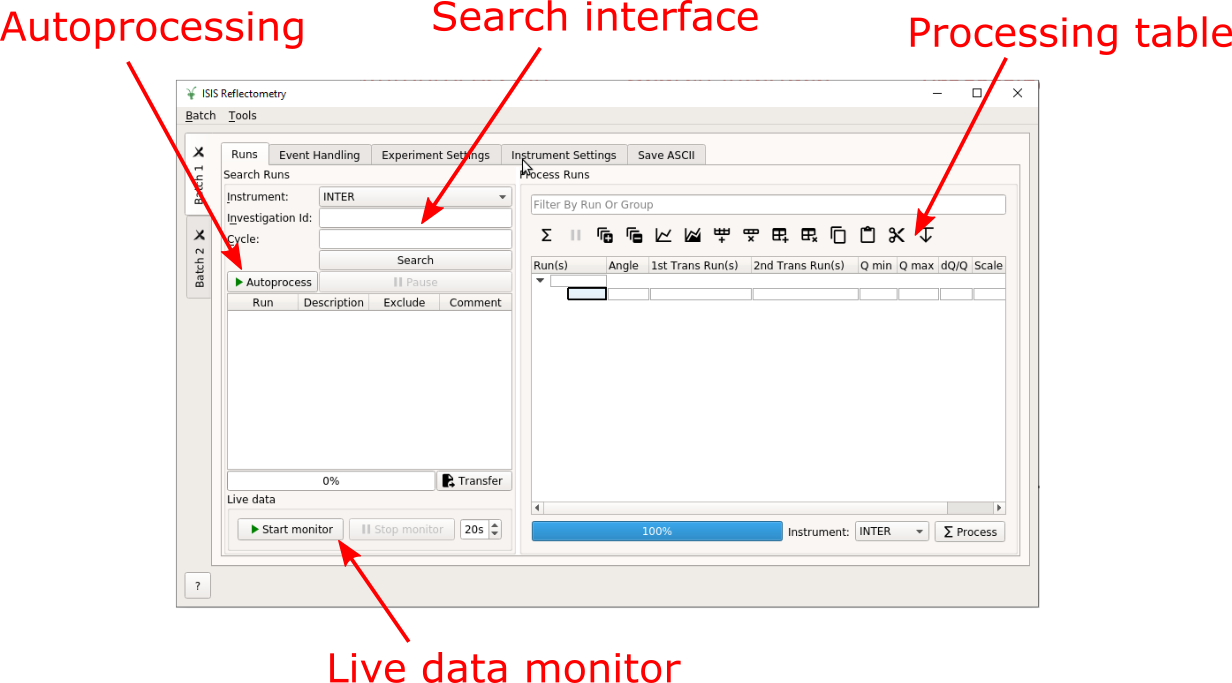 Autoprocessing
Search interface
Processing table
ISIS Reflectometry
Batch Tools
Batch 1
Batch 2
Runs Event Handling Experiment Settings Instrument Settings Save ASCII
Search Runs
Instrument: INTER
Investigation Id:
Cycle:
Search
Autoprocess Pause
Run Description Exclude Comment
0% Transfer
Live data
Start monitor Stop monitor 20s
Process Runs
Filter By Run Or Group
Run(s) Angle 1st Trans Run(s) 2nd Trans Run(s) Q min Q max dQ/Q Scale
100% Instrument: INTER Σ Process
?
Live data monitor